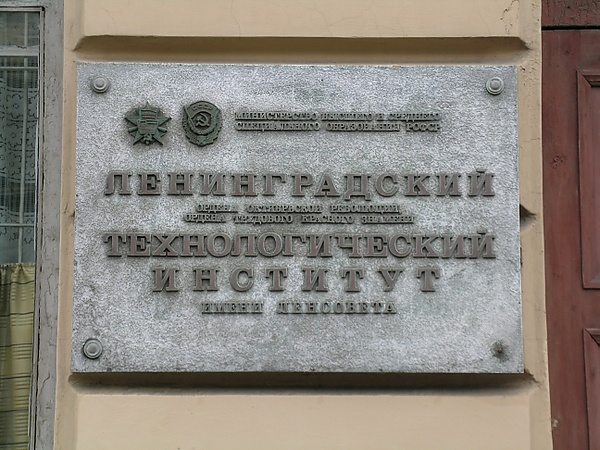 МИНИСТЕРСТВО ВЫСШЕГО И СРЕДНЕГО
СПЕЦИАЛЬНОГО ОБРАЗОВАНИЯ РСФСР
ЛЕНИНГРАДСКИЙ
ОРДЕНА ОКТЯБРЬСКОЙ РЕВОЛЮЦИИ
ОРДЕНА ТРУДОВОГО КРАСНОГО ЗНАМЕНИ
ТЕХНОЛОГИЧЕСКИЙ
ИНСТИТУТ
ИМЕНИ ЛЕНСОВЕТА